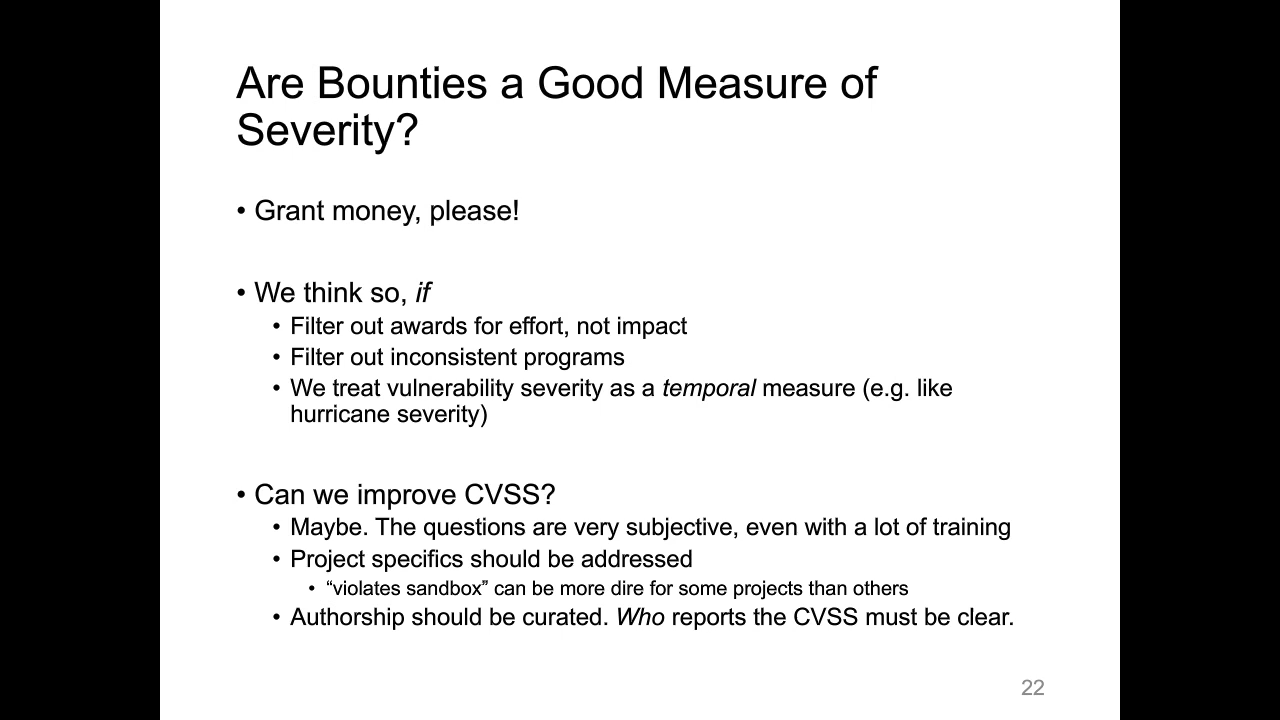 Are Bounties a Good Measure of
Severity?
• Grant money, please!
• We think so, if
• Filter out awards for effort, not impact
• Filter out inconsistent programs
• We treat vulnerability severity as a temporal measure (e.g. like
hurricane severity)
• Can we improve CVSS?
• Maybe. The questions are very subjective, even with a lot of training
• Project specifics should be addressed
• “violates sandbox” can be more dire for some projects than others
• Authorship should be curated. Who reports the CVSS must be clear.
22